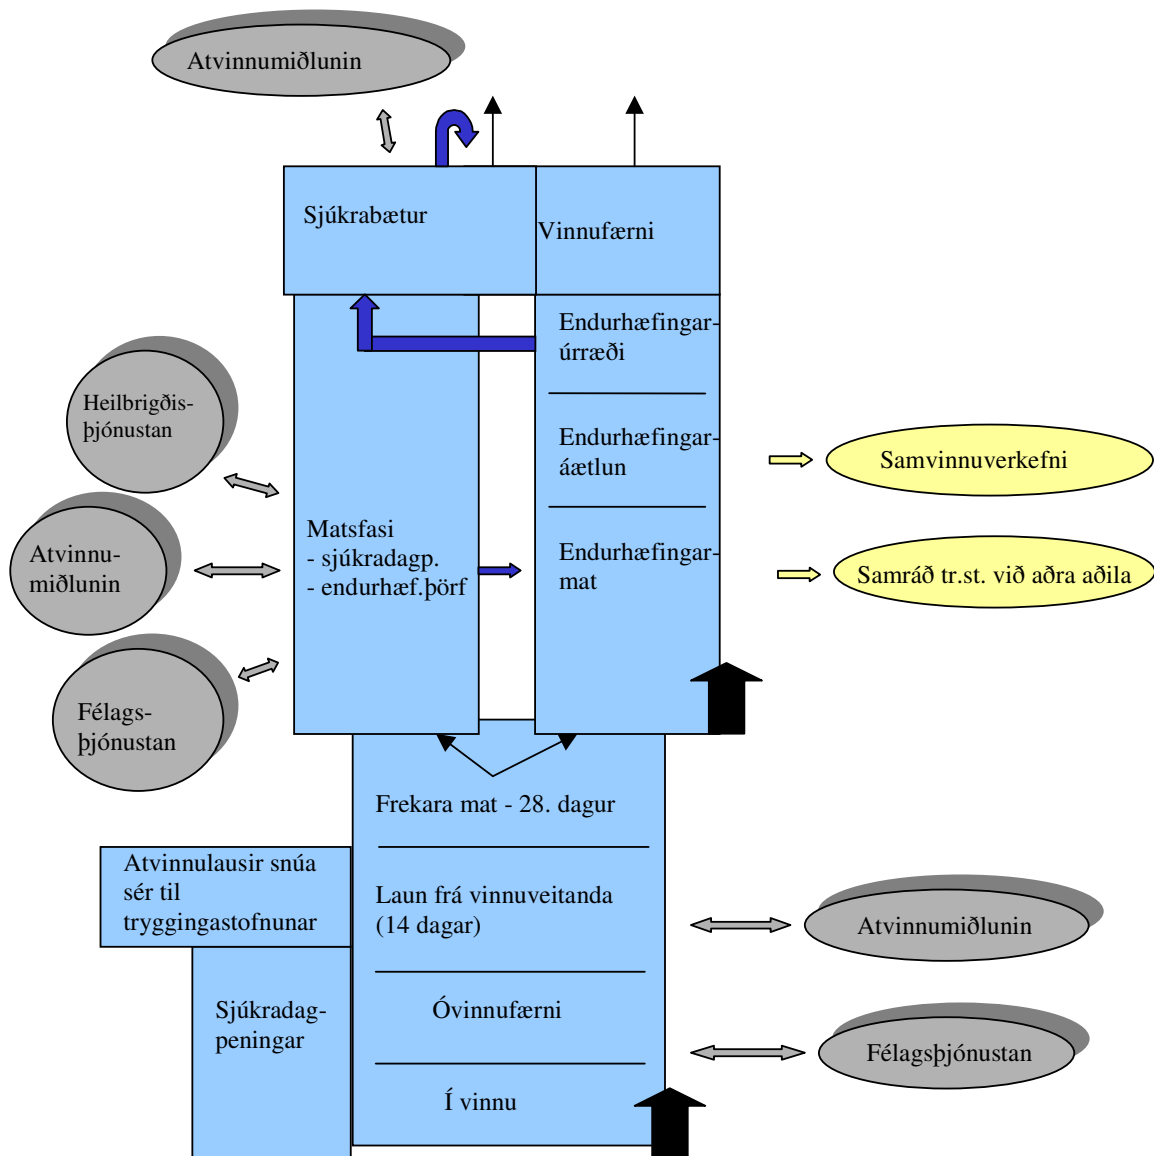 Atvinnumiðlunin
Sjúkrabætur
Vinnufærni
Endurhæfingar-
úrræði
Heilbrigðis-
þjónustan
Endurhæfingar-
áætlun
Samvinnuverkefni
Atvinnu-
miðlunin
Matsfasi
- sjúkradagp.
- endurhæf.þörf
Endurhæfingar-
mat
Samráð tr.st. við aðra aðila
Félags-
þjónustan
Frekara mat - 28. dagur
Atvinnulausir snúa
sér til
tryggingastofnunar
Laun frá vinnuveitanda
(14 dagar)
Atvinnumiðlunin
Sjúkradag-
peningar
Óvinnufærni
Félagsþjónustan
Í vinnu